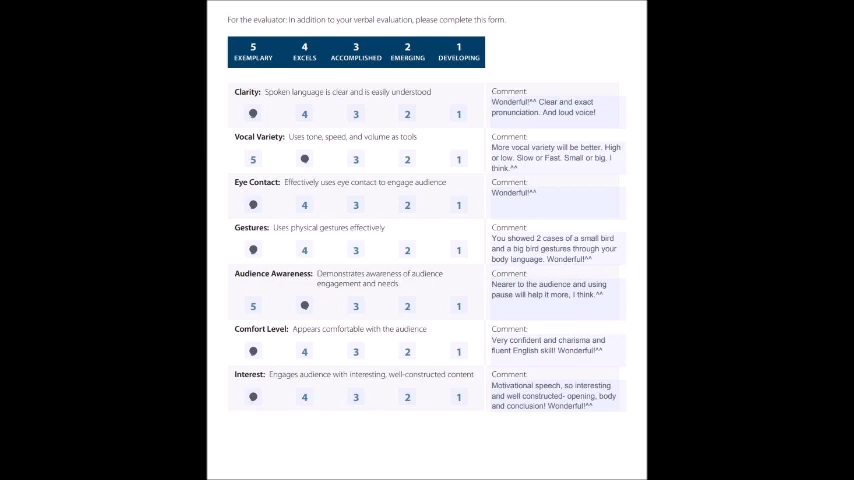 For the evaluator: In addition to your verbal evaluation, please complete this form.
5 4 3 2 1
EXEMPLARY EXCELS ACCOMPLISHED EMERGING DEVELOPING
Clarity: Spoken language is clear and is easily understood
4 3 2 1
Comment:
Wonderful!^^ Clear and exact
pronunciation. And loud voice!
Vocal Variety: Uses tone, speed, and volume as tools
5 3 2 1
Comment:
More vocal variety will be better. High
or low. Slow or Fast. Small or big. I
think.^^
Eye Contact: Effectively uses eye contact to engage audience
4 3 2 1
Comment:
Wonderful!^^
Gestures: Uses physical gestures effectively
4 3 2 1
Comment:
You showed 2 cases of a small bird
and a big bird gestures through your
body language. Wonderful!^^
Audience Awareness: Demonstrates awareness of audience
engagement and needs
5 3 2 1
Comment:
Nearer to the audience and using
pause will help it more, I think.^^
Comfort Level: Appears comfortable with the audience
4 3 2 1
Comment:
Very confident and charisma and
fluent English skill! Wonderful!^^
Interest: Engages audience with interesting, well-constructed content
4 3 2 1
Comment:
Motivational speech, so interesting
and well constructed- opening, body
and conclusion! Wonderful!^^